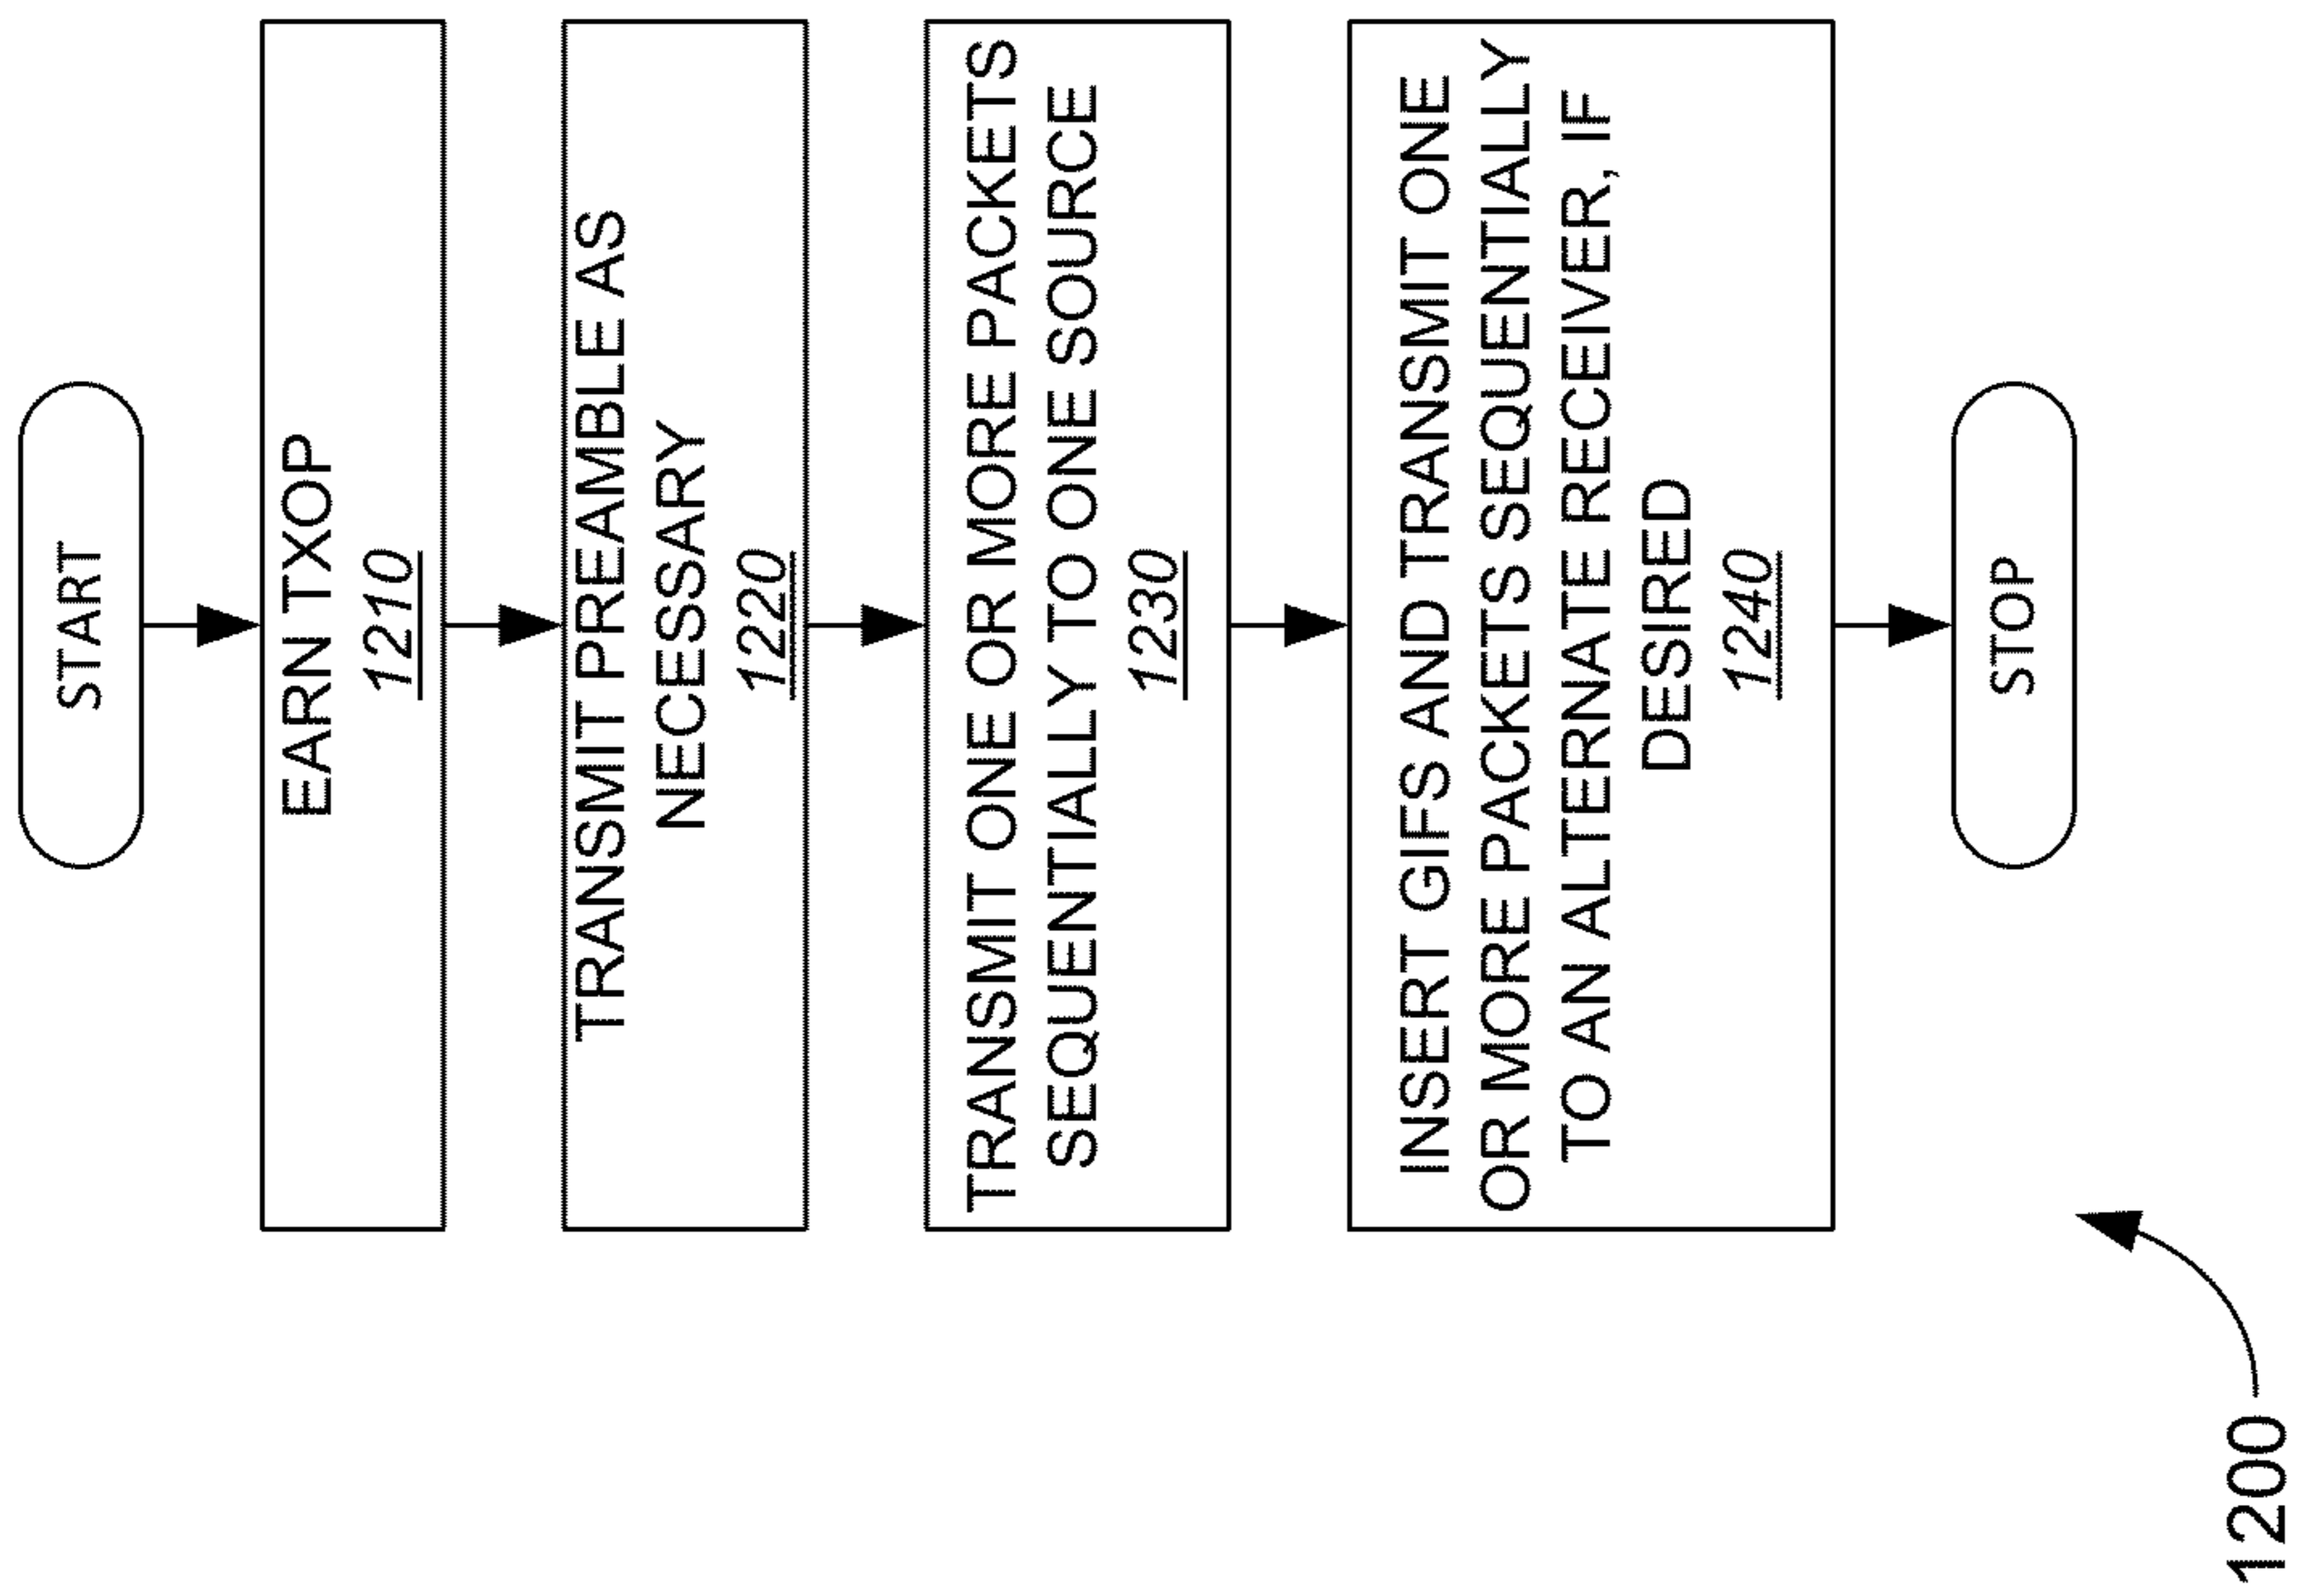 START
EARN TXOP
1210
TRANSMIT PREAMBLE AS
NECESSARY
1220
TRANSMIT ONE OR MORE PACKETS
SEQUENTIALLY TO ONE SOURCE
1230
INSERT GIFS AND TRANSMIT ONE
OR MORE PACKETS SEQUENTIALLY
TO AN ALTERNATE RECEIVER, IF
DESIRED
1240
STOP
1200